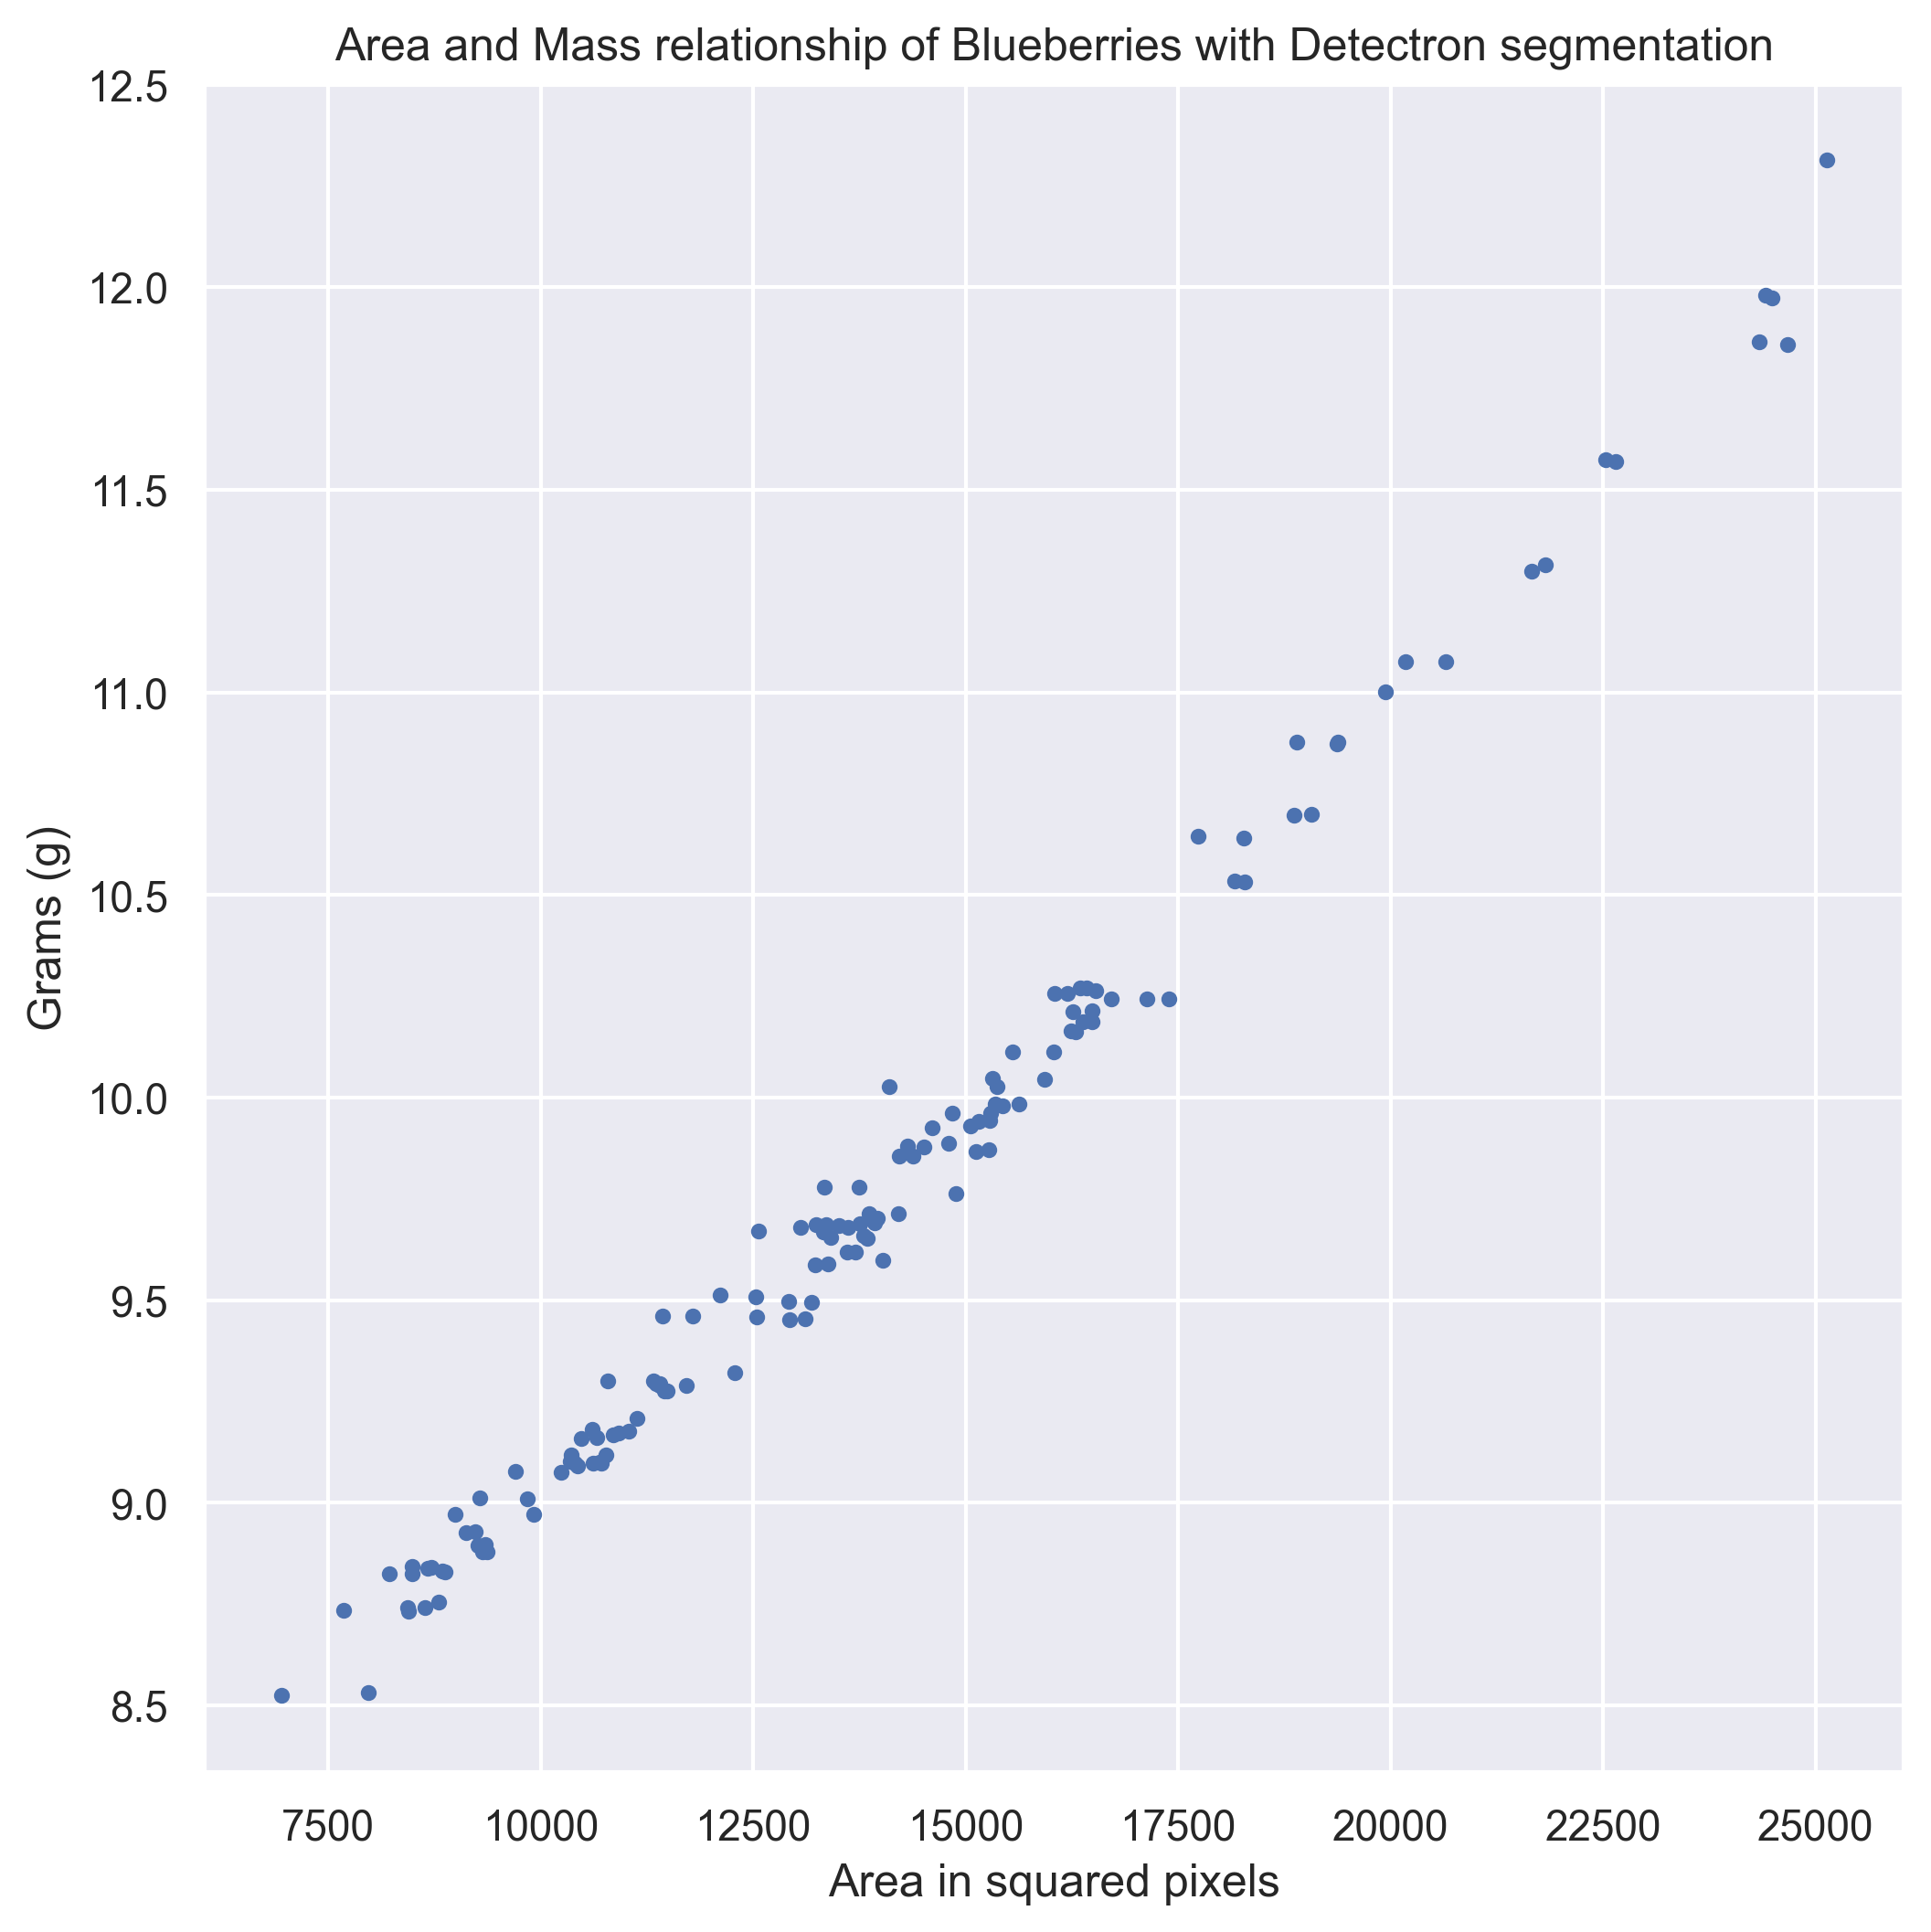 Area and Mass relationship of Blueberries with Detectron segmentation
12.5
12.0
11.5
11.0
10.5
10.0
9.5
9.0
8.5
Grams (g)
7500 10000 12500 15000 17500 20000 22500 25000
Area in squared pixels